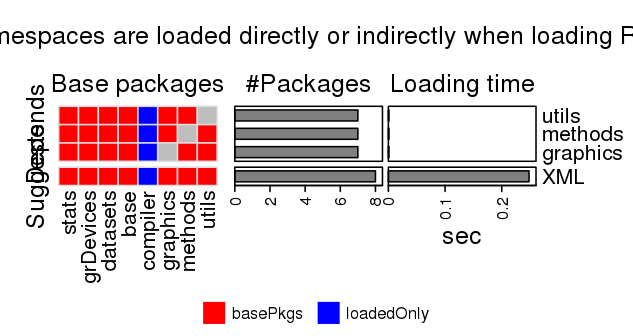 mespaces are loaded directly or indirectly when loading R
Base packages
#Packages
Loading time
Depends
Suggests
utils
methods
graphics
XML
stats
grDevices
datasets
base
compiler
graphics
methods
utils
0
2
4
6
8
0
0.1
0.2
sec
basePkgs
loadedOnly